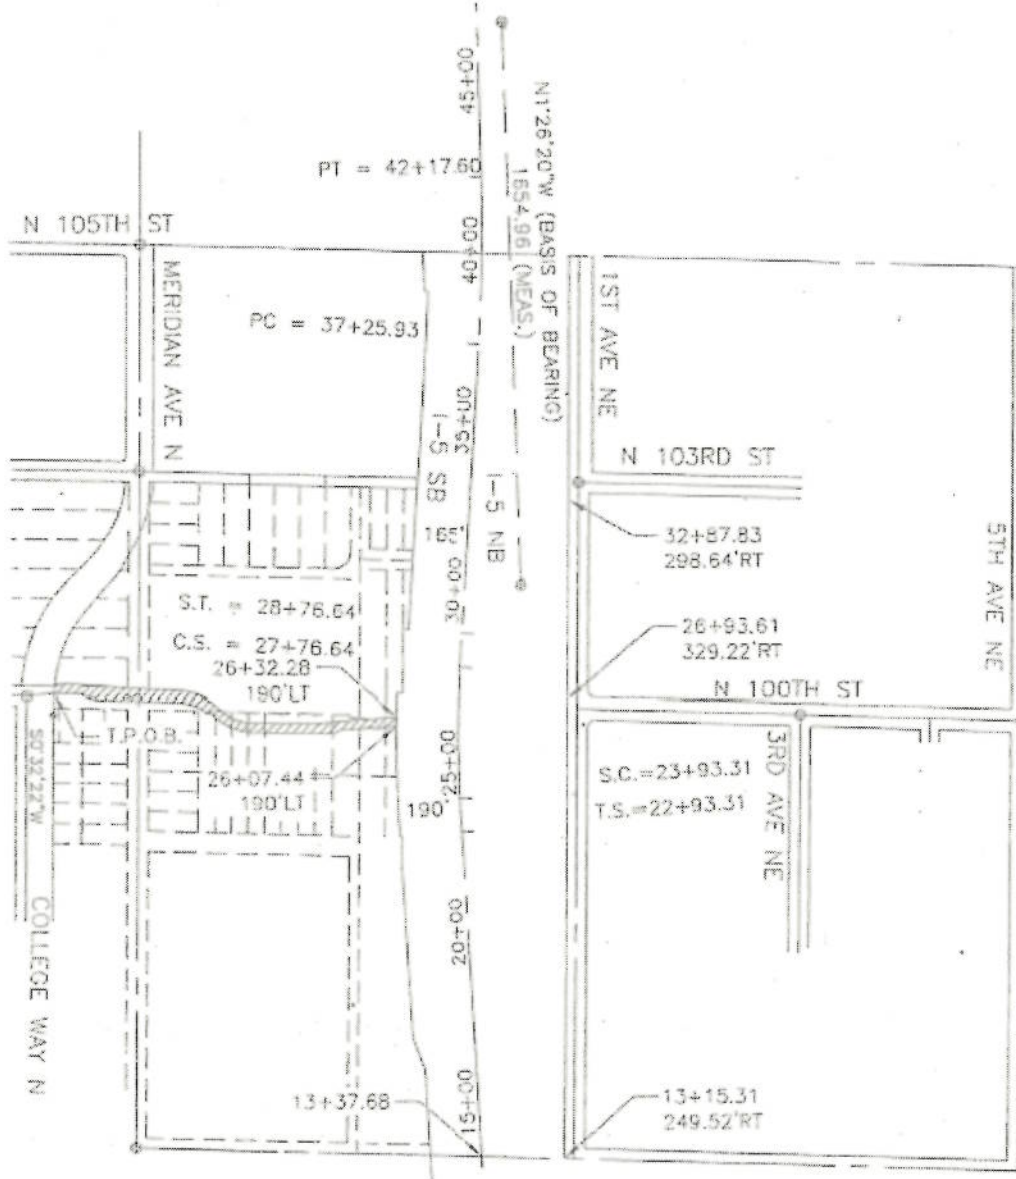 45+00
N1°26'20"W (BASIS OF BEARING)
1654.96 (MEAS.)
PT = 42+17.60
N 105TH ST
40+00
MERIDIAN AVE N
1ST AVE NE
PC = 37+25.93
35+00
I-5 SB
I-5 NB
N 103RD ST
5TH AVE NE
165'
32+87.83
298.64'RT
30+00
S.T. = 28+76.64
C.S. = 27+76.64
26+32.28
190'LT
26+93.61
329.22'RT
N 100TH ST
T.P.O.B.
S0°32'22"W
26+07.44
190'LT
25+00
190'
S.C.=23+93.31
T.S.=22+93.31
3RD AVE NE
20+00
COLLEGE WAY N
15+00
13+37.68
13+15.31
249.52'RT